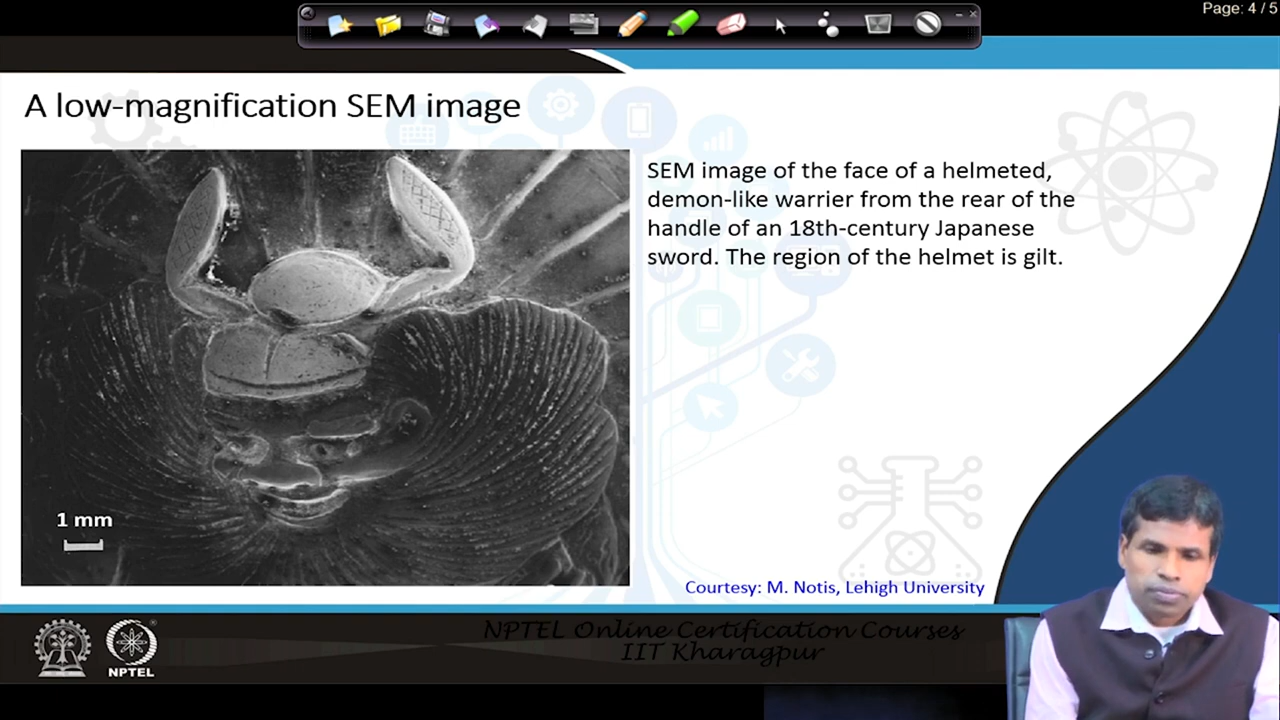 Page: 4 / 5
A low-magnification SEM image
SEM image of the face of a helmeted,
demon-like warrier from the rear of the
handle of an 18th-century Japanese
sword. The region of the helmet is gilt.
1 mm
Courtesy: M. Notis, Lehigh University
NPTEL Online Certification Courses
IIT Kharagpur
NPTEL